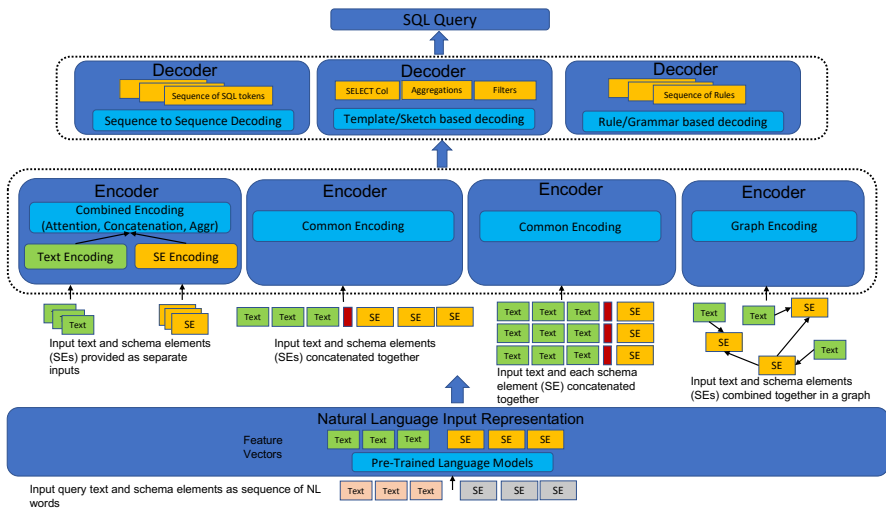 SQL Query
Decoder
Sequence of SQL tokens
Sequence to Sequence Decoding
Decoder
SELECT Col
Aggregations
Filters
Template/Sketch based decoding
Decoder
Sequence of Rules
Rule/Grammar based decoding
Encoder
Combined Encoding
(Attention, Concatenation, Aggr)
Text Encoding
SE Encoding
Encoder
Common Encoding
Encoder
Common Encoding
Encoder
Graph Encoding
Text
SE
Input text and schema elements
(SEs) provided as separate
inputs
Text Text Text SE SE SE
Input text and schema elements
(SEs) concatenated together
Text Text Text SE
Text Text Text SE
Text Text Text SE
Input text and each schema
element (SE) concatenated
together
Text
Text
SE
SE
Text
SE
Input text and schema elements
(SEs) combined together in a graph
Natural Language Input Representation
Feature
Vectors
Text Text Text SE SE SE
Pre-Trained Language Models
Input query text and schema elements as sequence of NL
words
Text Text Text SE SE SE